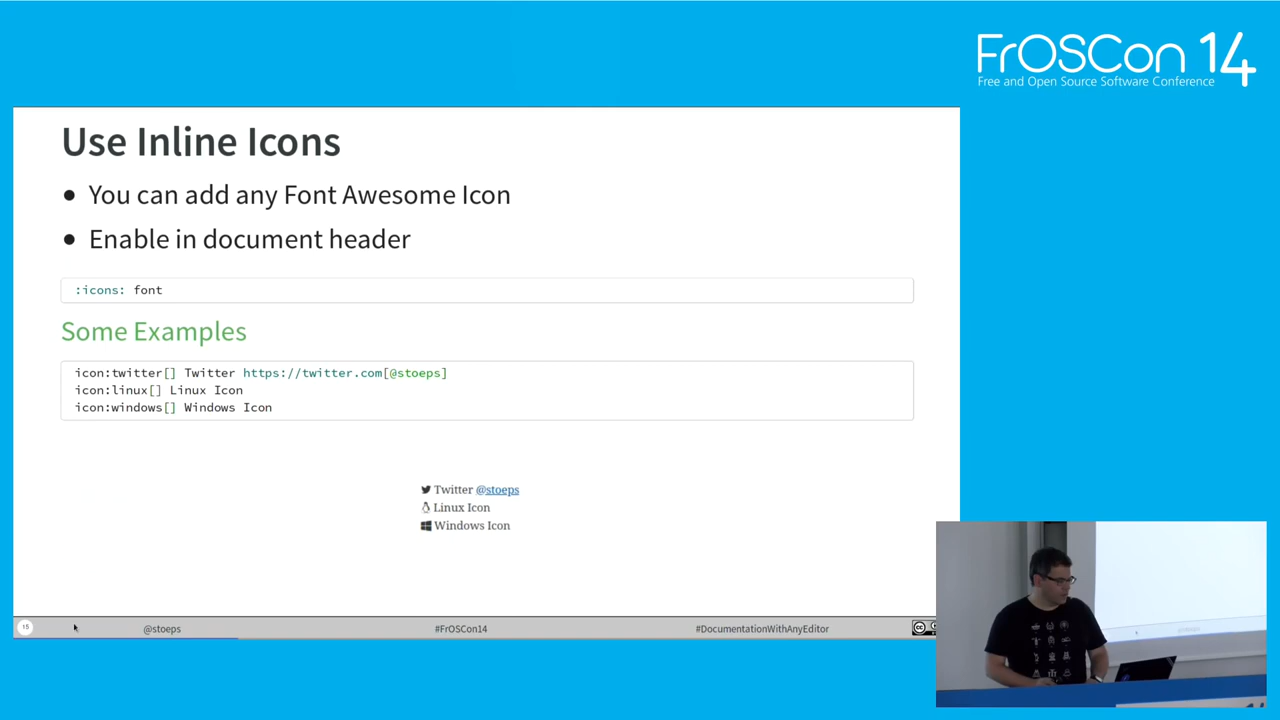 FrOSCon 14
Free and Open Source Software Conference
Use Inline Icons
• You can add any Font Awesome Icon
• Enable in document header
:icons: font
Some Examples
icon:twitter[] Twitter https://twitter.com[@stoeps]
icon:linux[] Linux Icon
icon:windows[] Windows Icon
Twitter @stoeps
Linux Icon
Windows Icon
15 @stoeps #FrOSCon14 #DocumentationWithAnyEditor cc